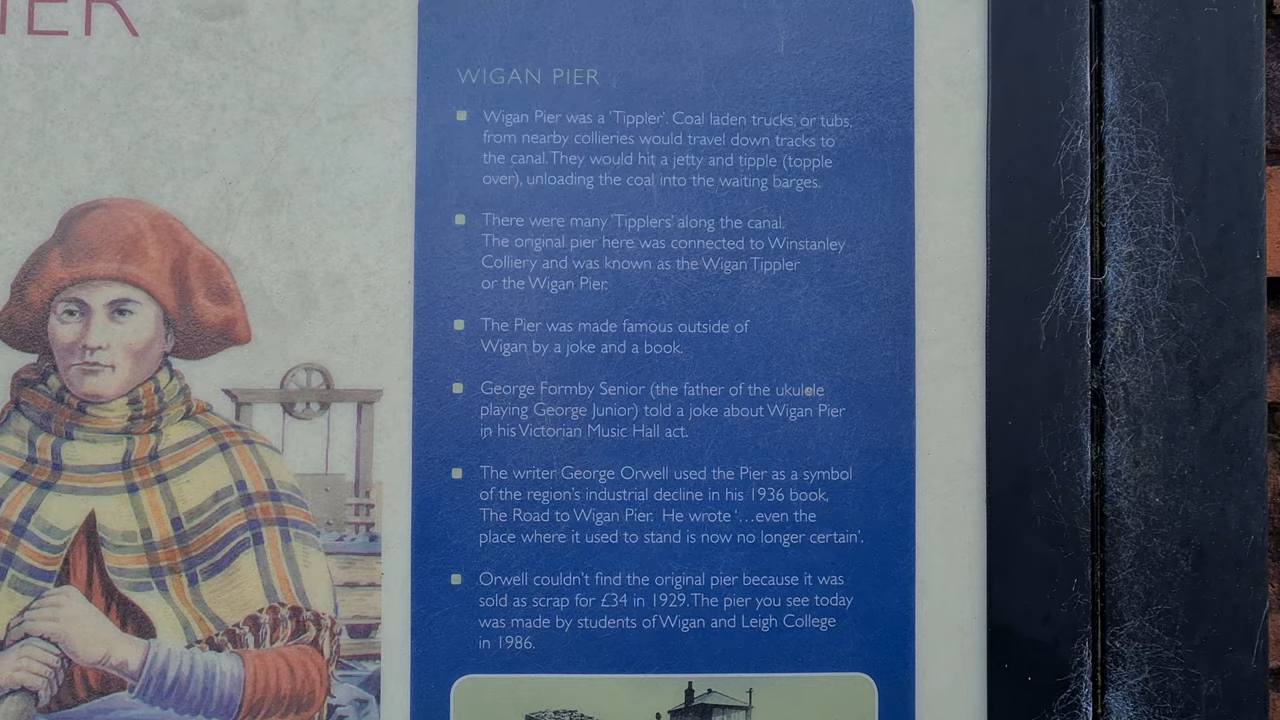 IER
WIGAN PIER
Wigan Pier was a 'Tippler'. Coal laden trucks, or tubs,
from nearby collieries would travel down tracks to
the canal. They would hit a jetty and tipple (topple
over), unloading the coal into the waiting barges.
There were many 'Tipplers' along the canal.
The original pier here was connected to Winstanley
Colliery and was known as the Wigan Tippler
or the Wigan Pier.
The Pier was made famous outside of
Wigan by a joke and a book.
George Formby Senior (the father of the ukulele
playing George Junior) told a joke about Wigan Pier
in his Victorian Music Hall act.
The writer George Orwell used the Pier as a symbol
of the region's industrial decline in his 1936 book,
The Road to Wigan Pier. He wrote '…even the
place where it used to stand is now no longer certain'.
Orwell couldn't find the original pier because it was
sold as scrap for £34 in 1929. The pier you see today
was made by students of Wigan and Leigh College
in 1986.